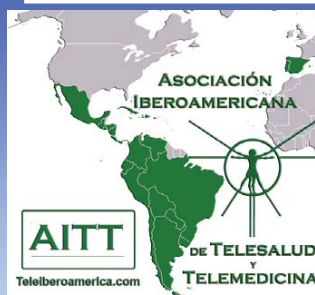 ASOCIACIÓN
IBEROAMERICANA
AITT
Teleiberoamerica.com
DE TELESALUD
Y
TELEMEDICINA